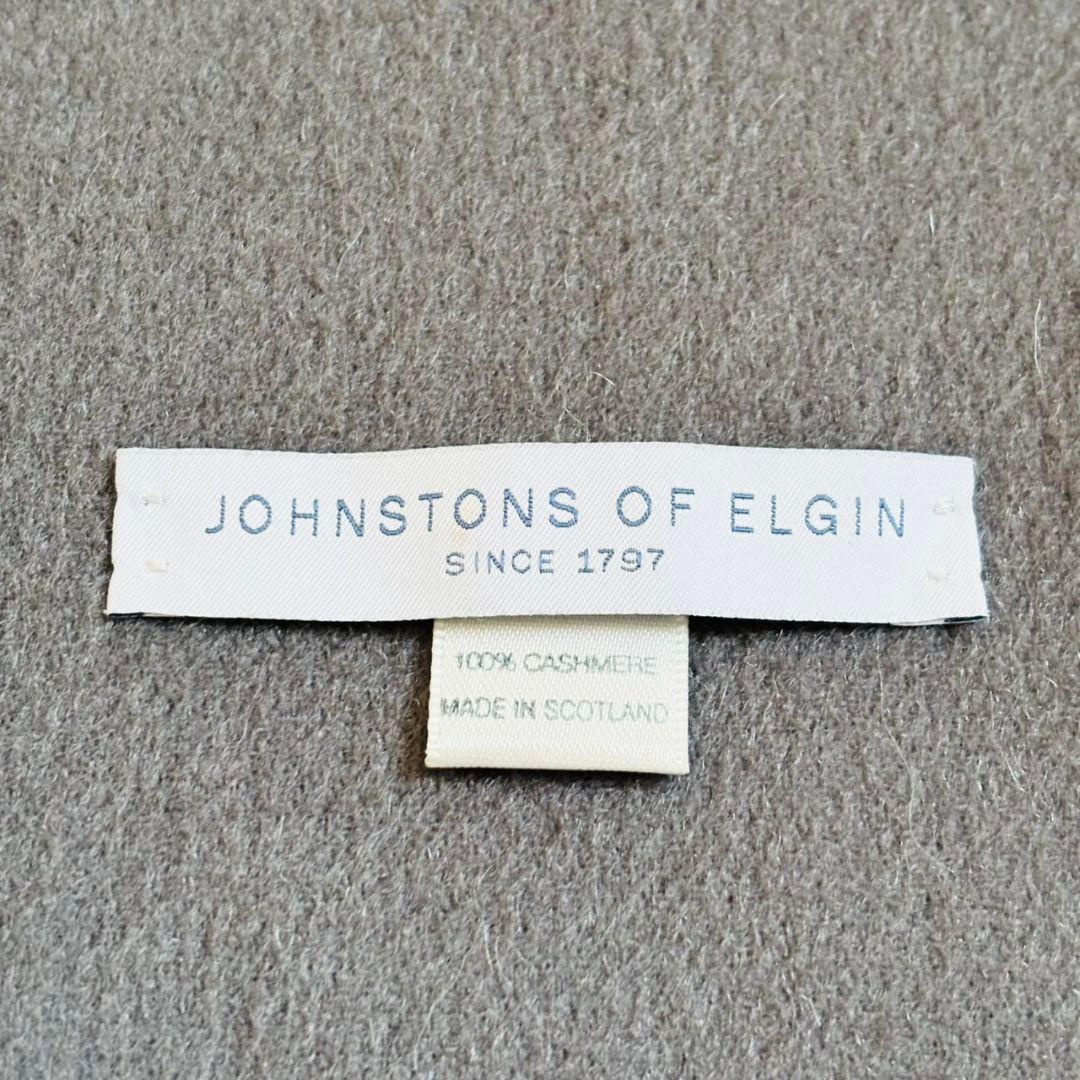 JOHNSTONS OF ELGIN
SINCE 1797
100% CASHMERE
MADE IN SCOTLAND